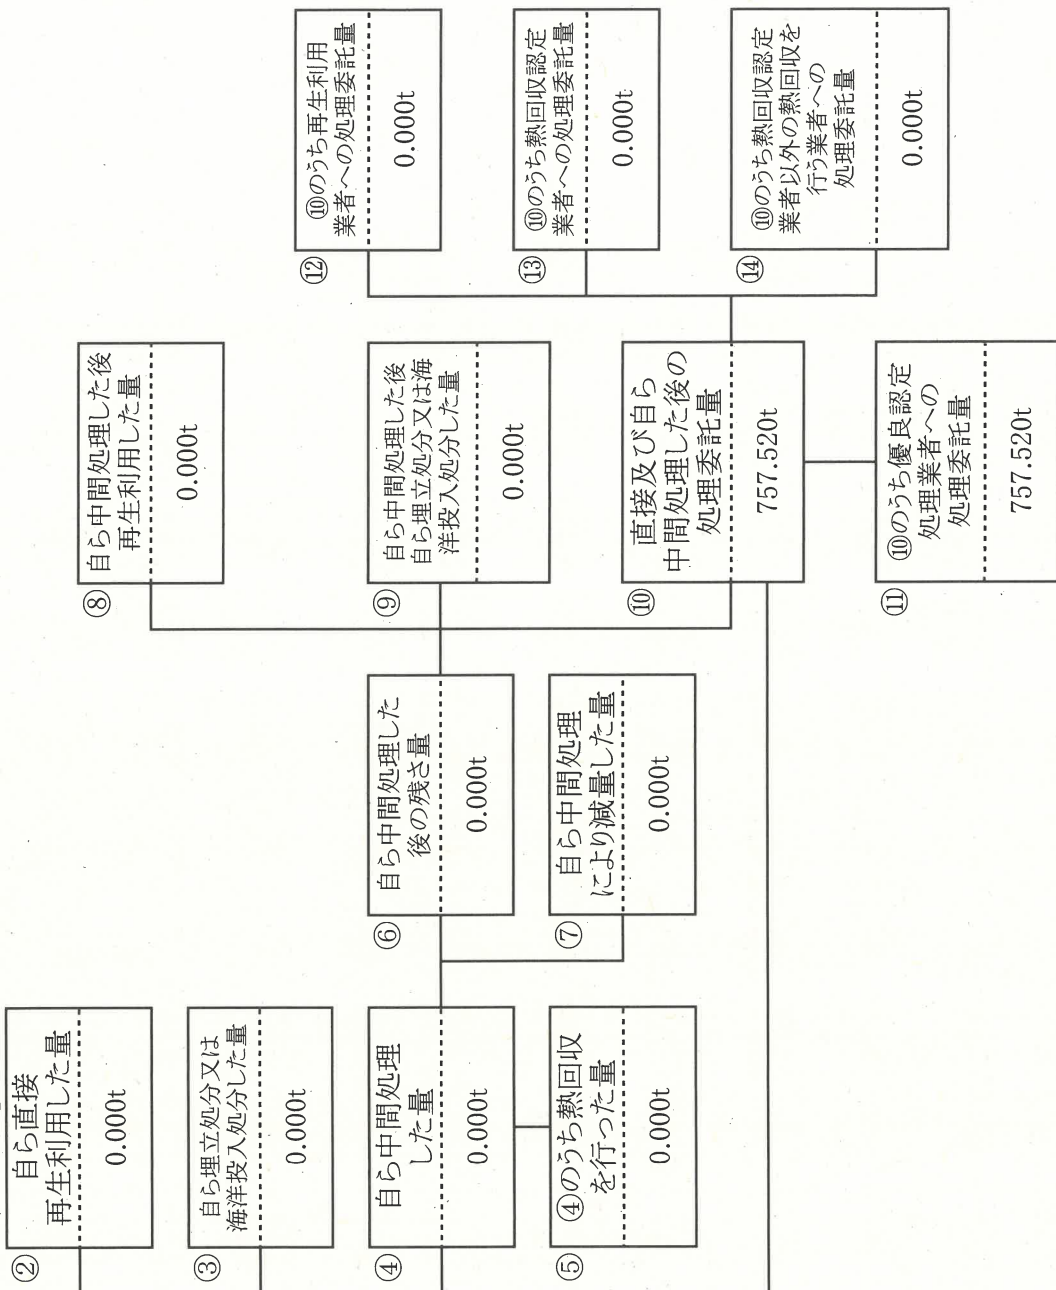 ②
自ら直接
再生利用した量
0.000t
③
自ら埋立処分又は
海洋投入処分した量
0.000t
④
自ら中間処理
した量
0.000t
⑤
④のうち熱回収
を行った量
0.000t
⑥
自ら中間処理した
後の残さ量
0.000t
⑦
自ら中間処理
により減量した量
0.000t
⑧
自ら中間処理した後
再生利用した量
0.000t
⑨
自ら中間処理した後
自ら埋立処分又は海
洋投入処分した量
0.000t
⑩
直接及び自ら
中間処理した後の
処理委託量
757.520t
⑪
⑩のうち優良認定
処理業者への
処理委託量
757.520t
⑫
⑩のうち再生利用
業者への処理委託量
0.000t
⑬
⑩のうち熱回収認定
業者への処理委託量
0.000t
⑭
⑩のうち熱回収認定
業者以外の熱回収を
行う業者への
処理委託量
0.000t